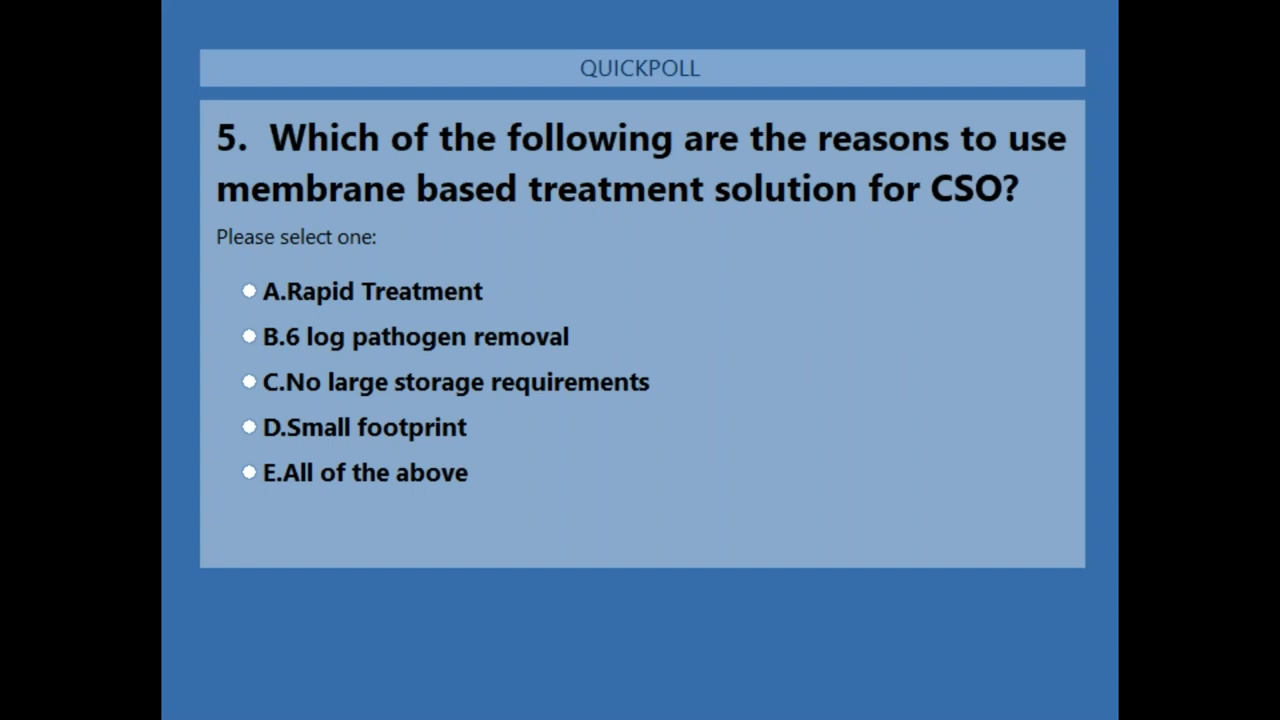 QUICKPOLL
5.  Which of the following are the reasons to use
membrane based treatment solution for CSO?
Please select one:
A.Rapid Treatment
B.6 log pathogen removal
C.No large storage requirements
D.Small footprint
E.All of the above